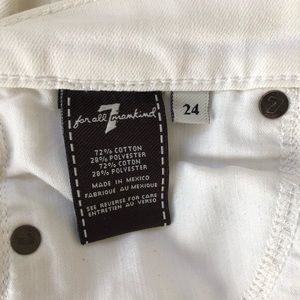 7
for all mankind
24
72% COTTON
28% POLYESTER
72% COTON
28% POLYESTER
MADE IN MEXICO
FABRIQUÉ AU MEXIQUE
SEE REVERSE FOR CARE
ENTRETIEN AU VERSO